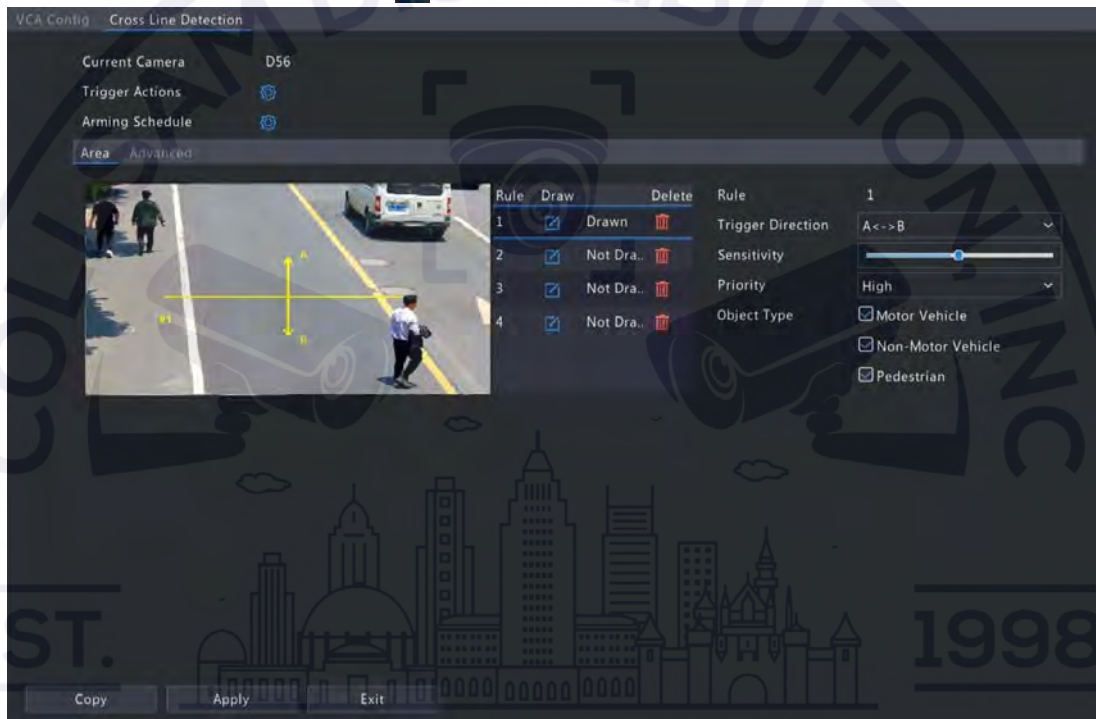 VCA Config Cross Line Detection
Current Camera D56
Trigger Actions
Arming Schedule
Area Advanced
Rule Draw Delete
1 Drawn
2 Not Dra..
3 Not Dra..
4 Not Dra..
A
#1
B
Rule 1
Trigger Direction A<->B
Sensitivity
Priority High
Object Type Motor Vehicle
Non-Motor Vehicle
Pedestrian
Copy Apply Exit
1998